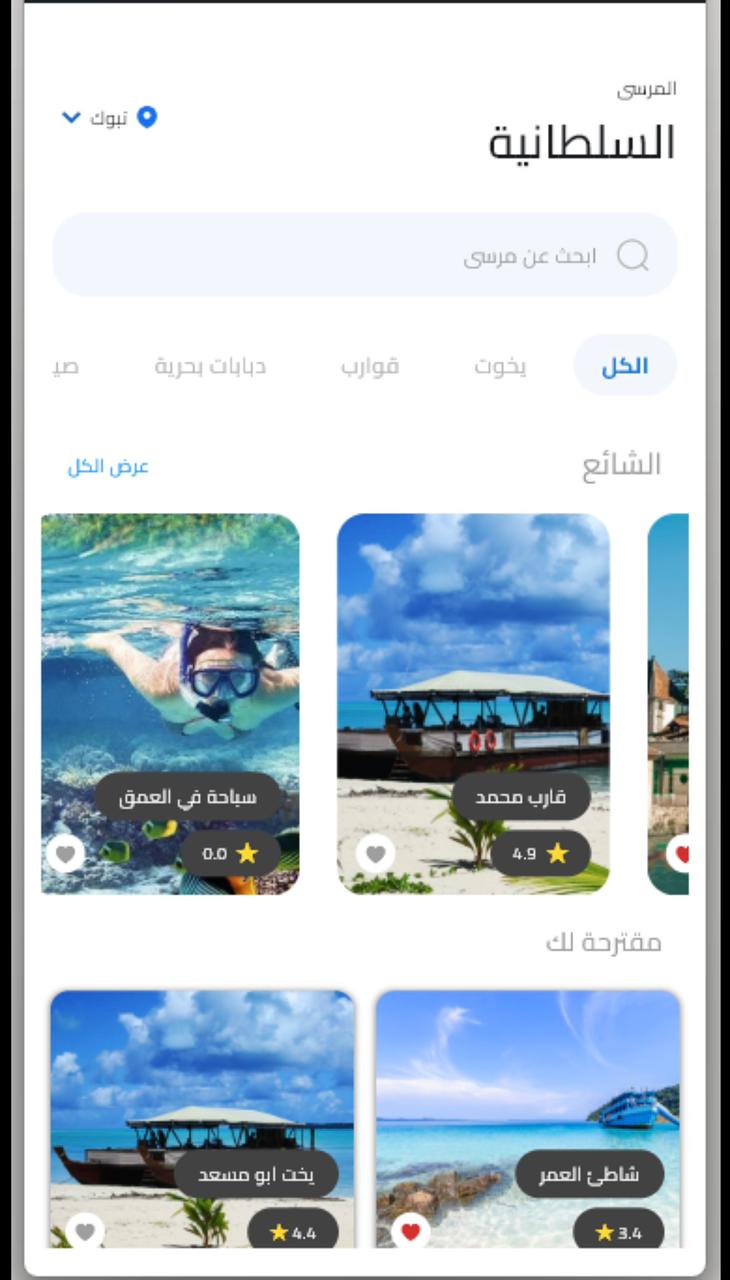 المرسى
تبوك
السلطانية
ابحث عن مرسى
الكل
يخوت
قوارب
دبابات بحرية
صي
الشائع
عرض الكل
قارب محمد
4.9
سباحة في العمق
0.0
مقترحة لك
شاطئ العمر
3.4
يخت ابو مسعد
4.4